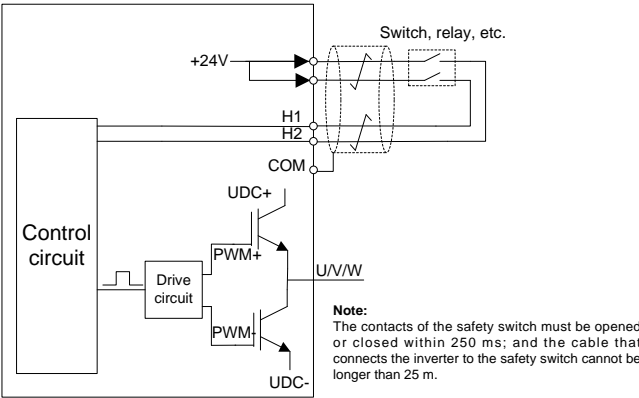 Switch, relay, etc.
+24V
H1
H2
COM
UDC+
Control
circuit
PWM+
Drive
circuit
U/V/W
PWM-
UDC-
Note:
The contacts of the safety switch must be opened
or closed within 250 ms; and the cable that
connects the inverter to the safety switch cannot be
longer than 25 m.